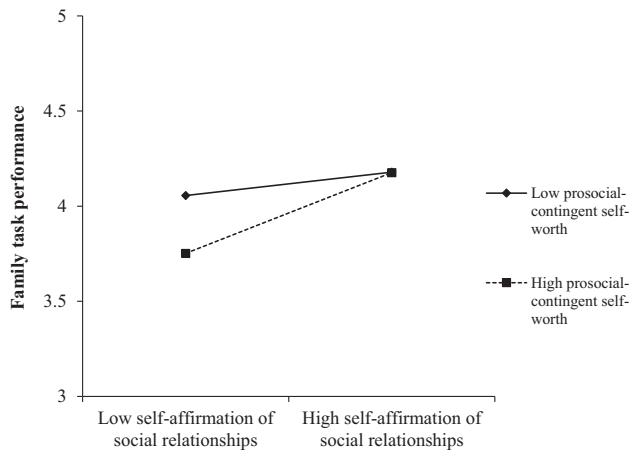 5
4.5
4
3.5
3
Family task performance
Low self-affirmation of
social relationships
High self-affirmation of
social relationships
Low prosocial-
contingent self-
worth
High prosocial-
contingent self-
worth